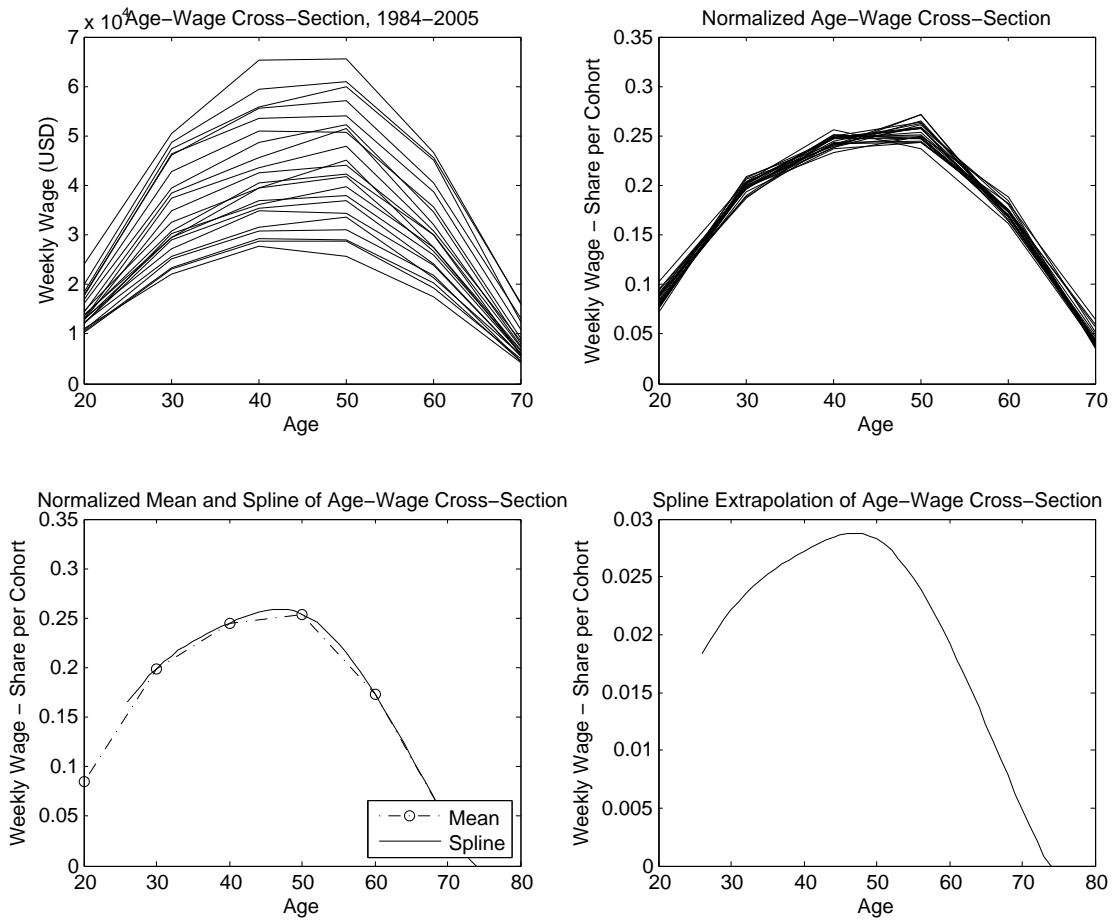 Age−Wage Cross−Section, 1984−2005
x 10^4
7
6
5
4
3
2
1
0
Weekly Wage (USD)
20 30 40 50 60 70
Age
Normalized Age−Wage Cross−Section
0.35
0.3
0.25
0.2
0.15
0.1
0.05
0
Weekly Wage − Share per Cohort
20 30 40 50 60 70
Age
Normalized Mean and Spline of Age−Wage Cross−Section
0.35
0.3
0.25
0.2
0.15
0.1
0.05
0
Weekly Wage − Share per Cohort
Mean
Spline
20 30 40 50 60 70 80
Age
Spline Extrapolation of Age−Wage Cross−Section
0.03
0.025
0.02
0.015
0.01
0.005
0
Weekly Wage − Share per Cohort
20 30 40 50 60 70 80
Age